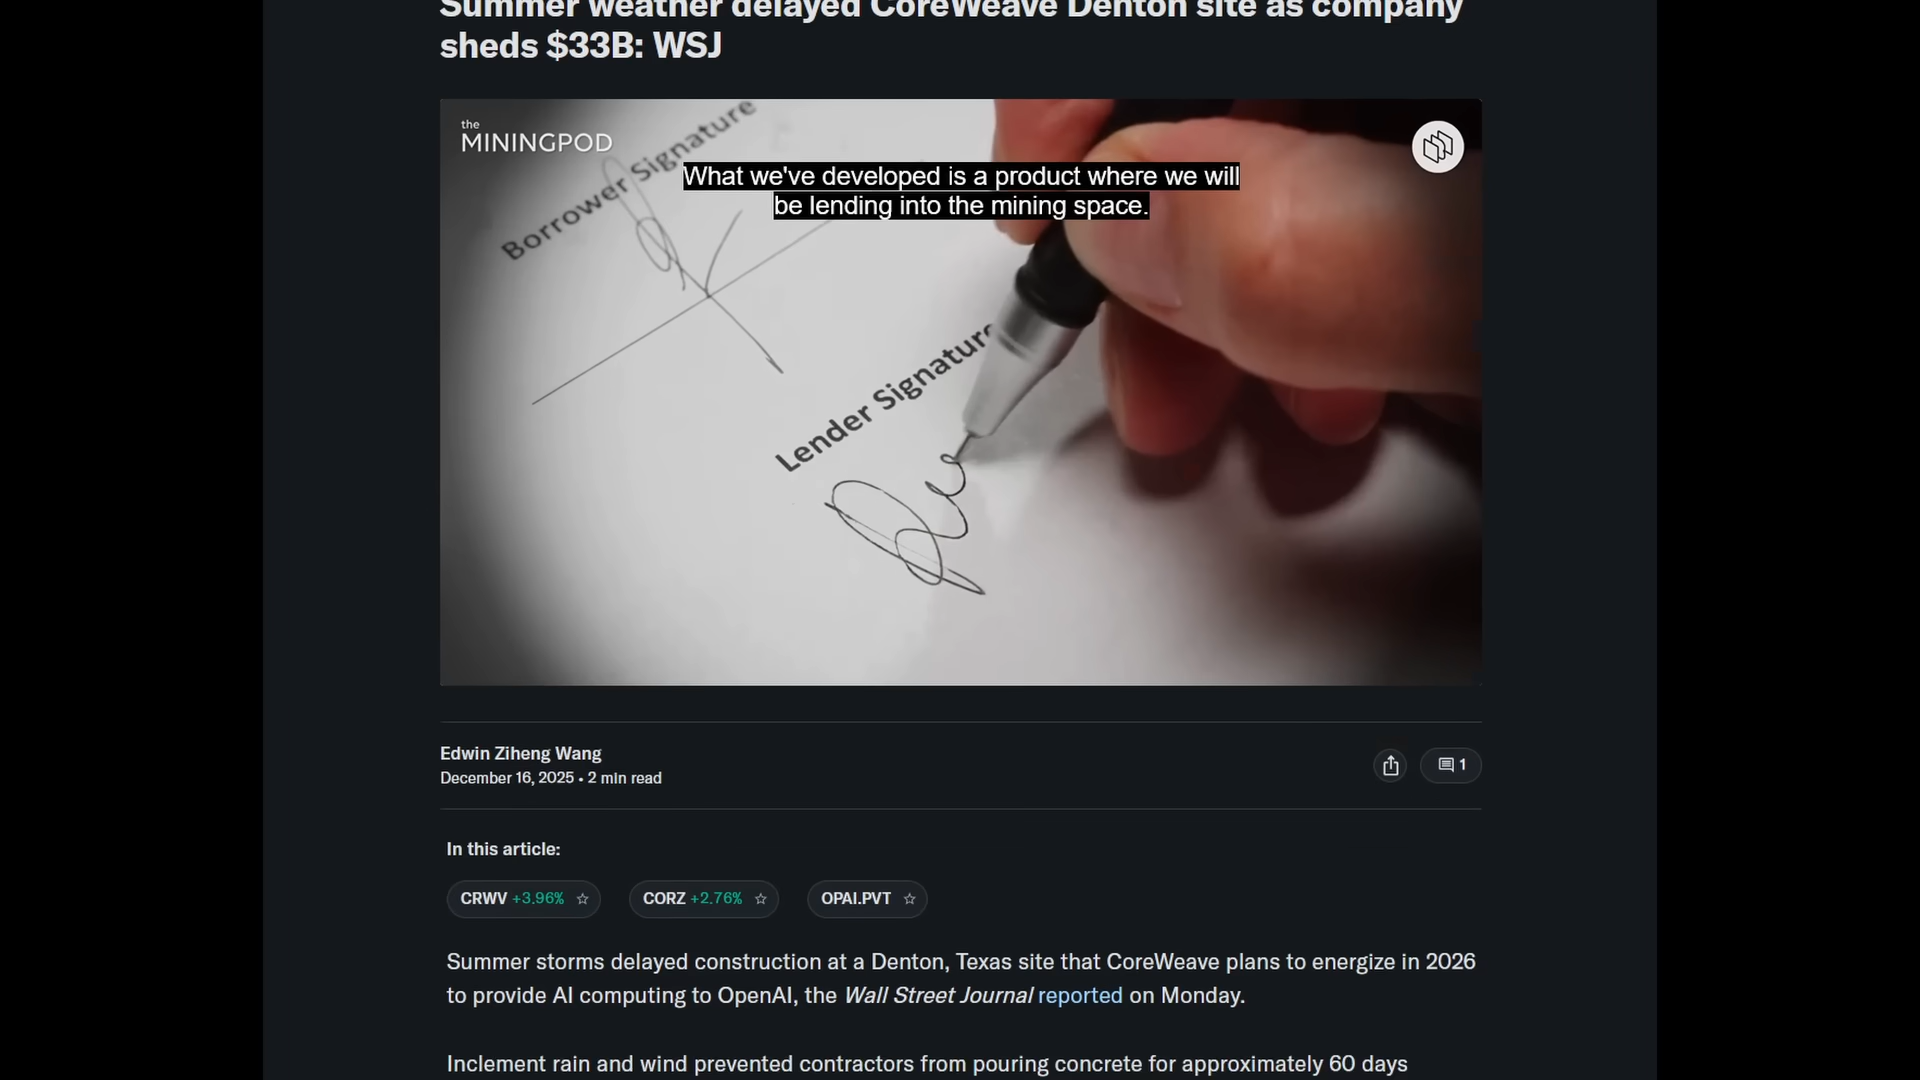 Summer weather delayed CoreWeave Denton site as company
sheds $33B: WSJ
the
MININGPOD
What we've developed is a product where we will
be lending into the mining space.
Borrower Signature
Lender Signature
Edwin Ziheng Wang
December 16, 2025 • 2 min read
1
In this article:
CRWV +3.96%
CORZ +2.76%
OPAI.PVT
Summer storms delayed construction at a Denton, Texas site that CoreWeave plans to energize in 2026
to provide AI computing to OpenAI, the Wall Street Journal reported on Monday.
Inclement rain and wind prevented contractors from pouring concrete for approximately 60 days